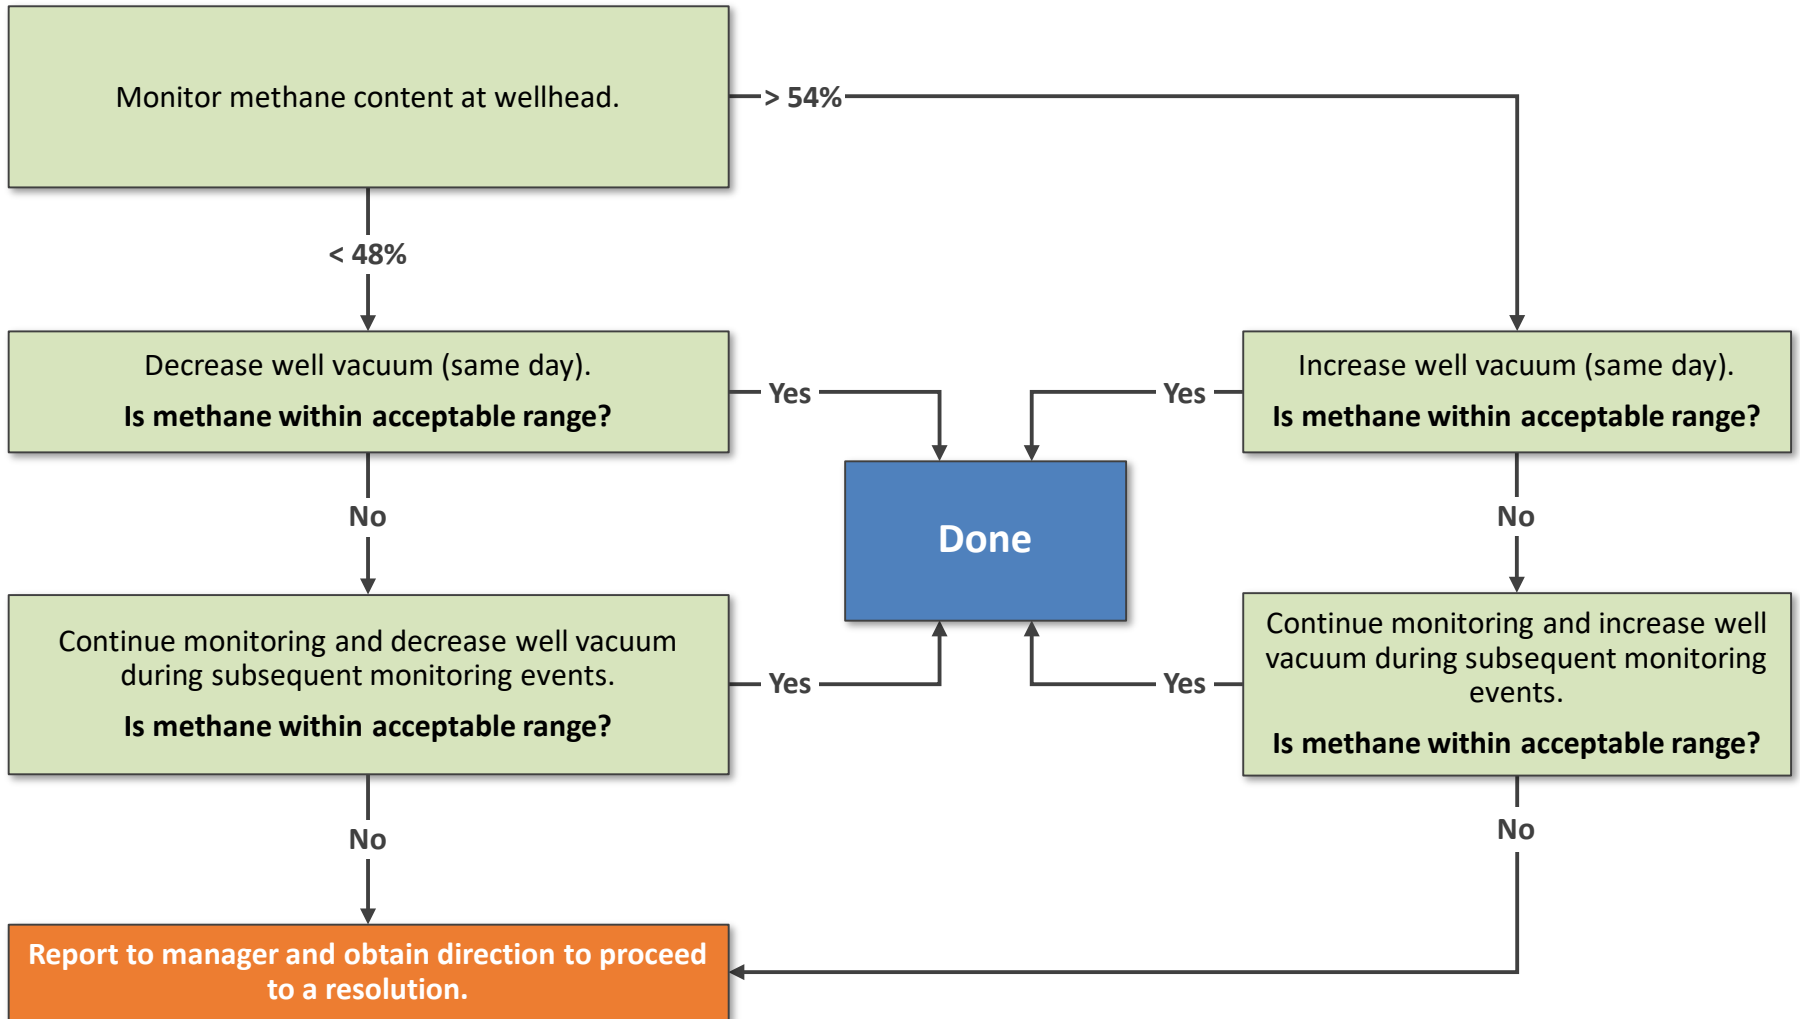 Monitor methane content at wellhead.
> 54%
< 48%
Decrease well vacuum (same day).
Is methane within acceptable range?
Yes
Yes
Increase well vacuum (same day).
Is methane within acceptable range?
No
Done
No
Continue monitoring and decrease well vacuum
during subsequent monitoring events.
Is methane within acceptable range?
Yes
Yes
Continue monitoring and increase well
vacuum during subsequent monitoring
events.
Is methane within acceptable range?
No
No
Report to manager and obtain direction to proceed
to a resolution.